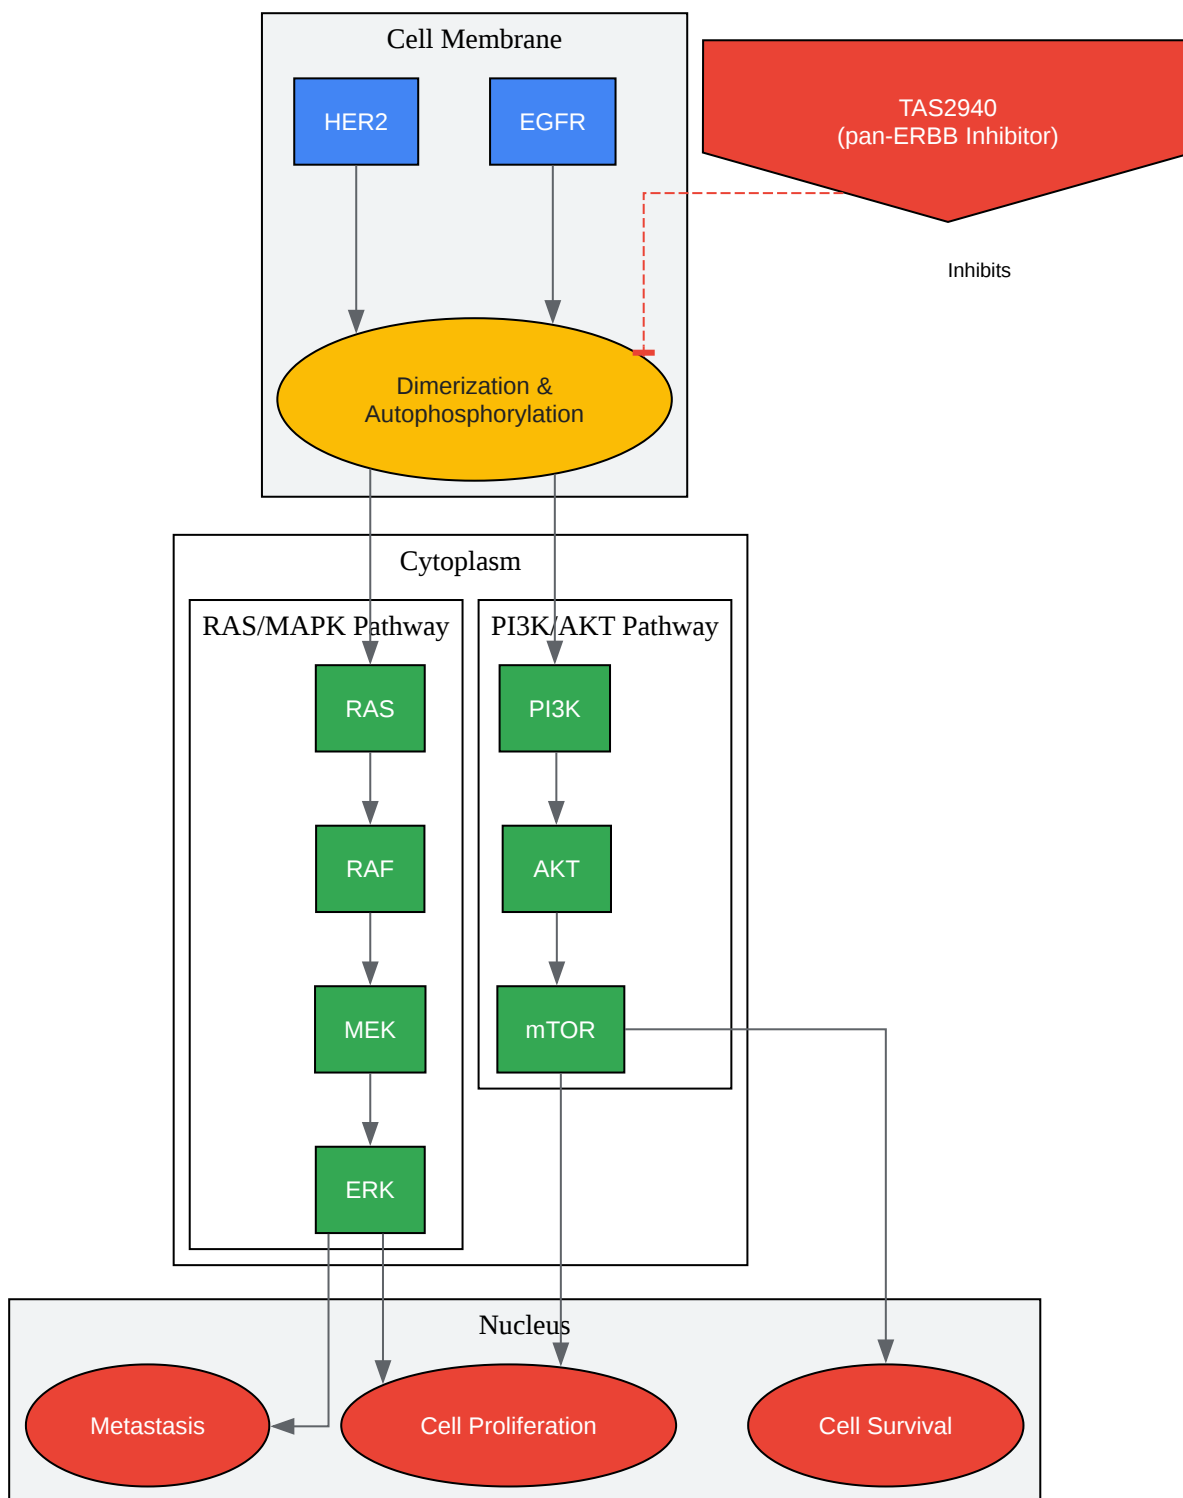 Cell Membrane
HER2
EGFR
TAS2940
(pan-ERBB Inhibitor)
Inhibits
Dimerization &
Autophosphorylation
Cytoplasm
RAS/MAPK Pathway
PI3K/AKT Pathway
RAS
PI3K
RAF
AKT
MEK
mTOR
ERK
Nucleus
Metastasis
Cell Proliferation
Cell Survival